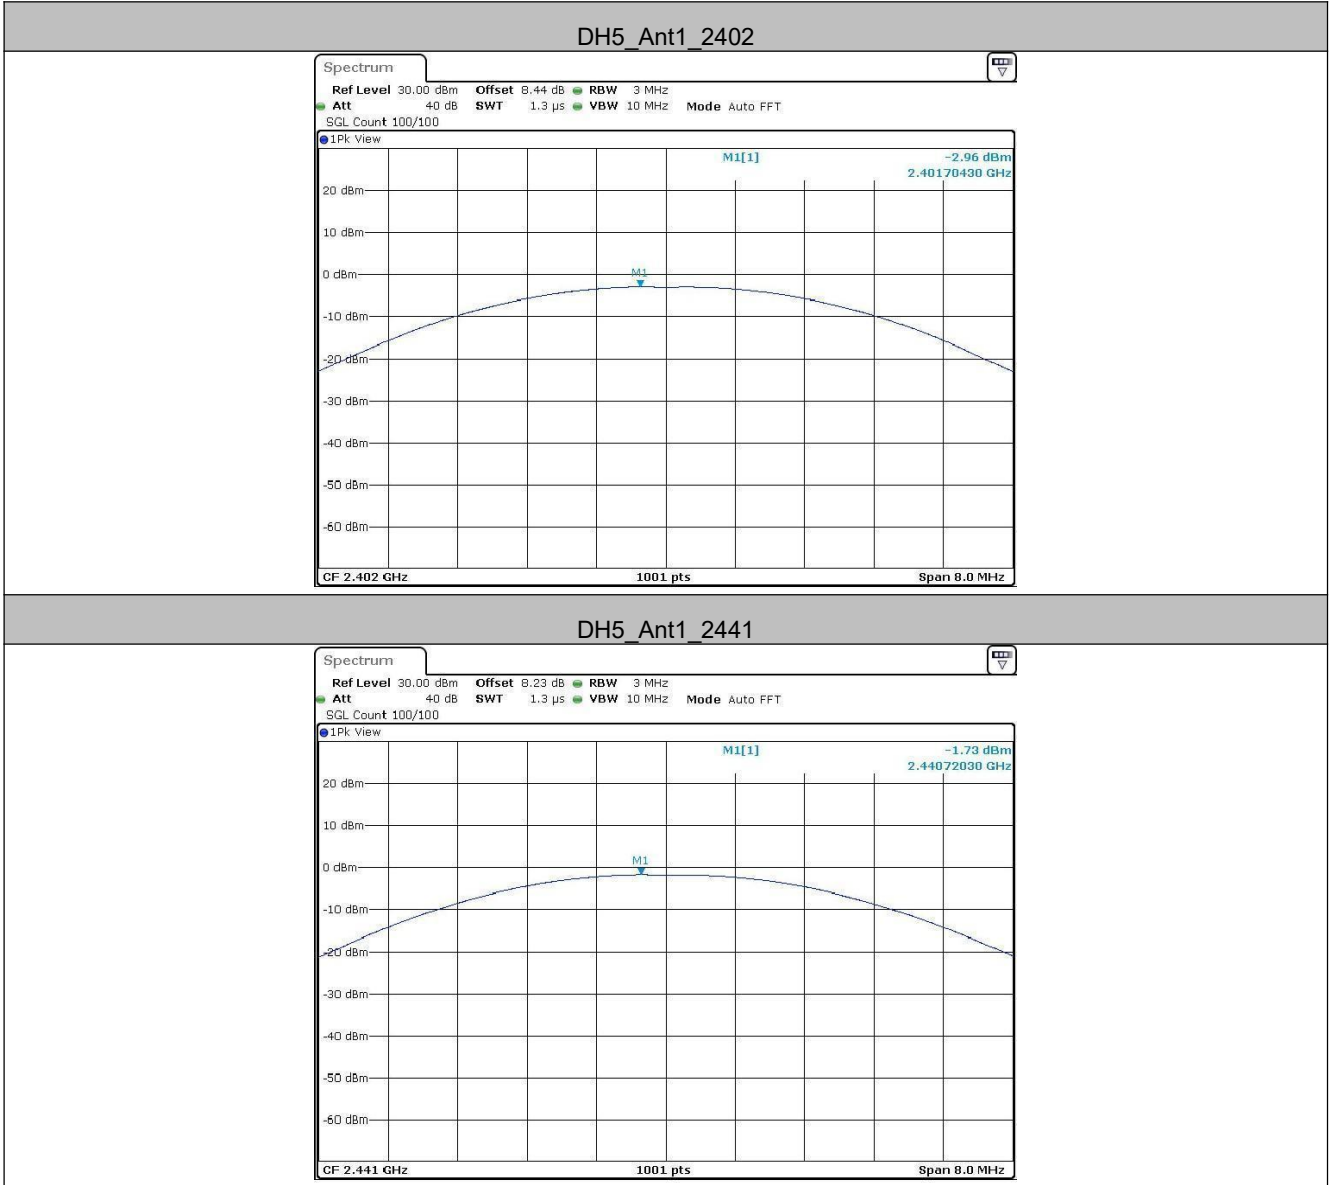 DH5_Ant1_2402
Spectrum
Ref Level 30.00 dBm Offset 8.44 dB RBW 3 MHz
Att 40 dB SWT 1.3 µs VBW 10 MHz Mode Auto FFT
SGL Count 100/100
1Pk View
M1[1] -2.96 dBm
2.40170430 GHz
20 dBm
10 dBm
0 dBm
M1
-10 dBm
-20 dBm
-30 dBm
-40 dBm
-50 dBm
-60 dBm
CF 2.402 GHz 1001 pts Span 8.0 MHz
DH5_Ant1_2441
Spectrum
Ref Level 30.00 dBm Offset 8.23 dB RBW 3 MHz
Att 40 dB SWT 1.3 µs VBW 10 MHz Mode Auto FFT
SGL Count 100/100
1Pk View
M1[1] -1.73 dBm
2.44072030 GHz
20 dBm
10 dBm
M1
0 dBm
-10 dBm
-20 dBm
-30 dBm
-40 dBm
-50 dBm
-60 dBm
CF 2.441 GHz 1001 pts Span 8.0 MHz